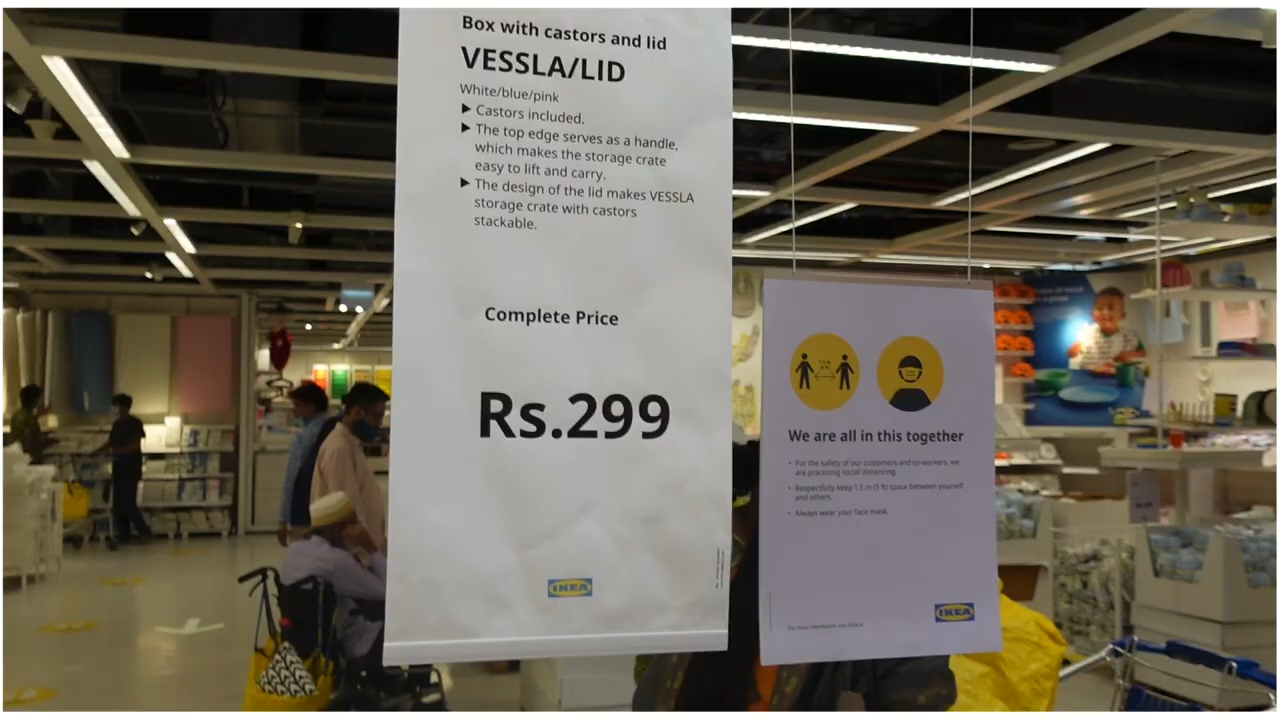 Box with castors and lid
VESSLA/LID
White/blue/pink
▶ Castors included.
▶ The top edge serves as a handle,
which makes the storage crate
easy to lift and carry.
▶ The design of the lid makes VESSLA
storage crate with castors
stackable.
Complete Price
Rs.299
IKEA
We are all in this together
• For the safety of our customers and co-workers, we
are practising social distancing.
• Respectfully keep 1.5 m (5 ft) space between yourself
and others.
• Always wear your face mask.
IKEA